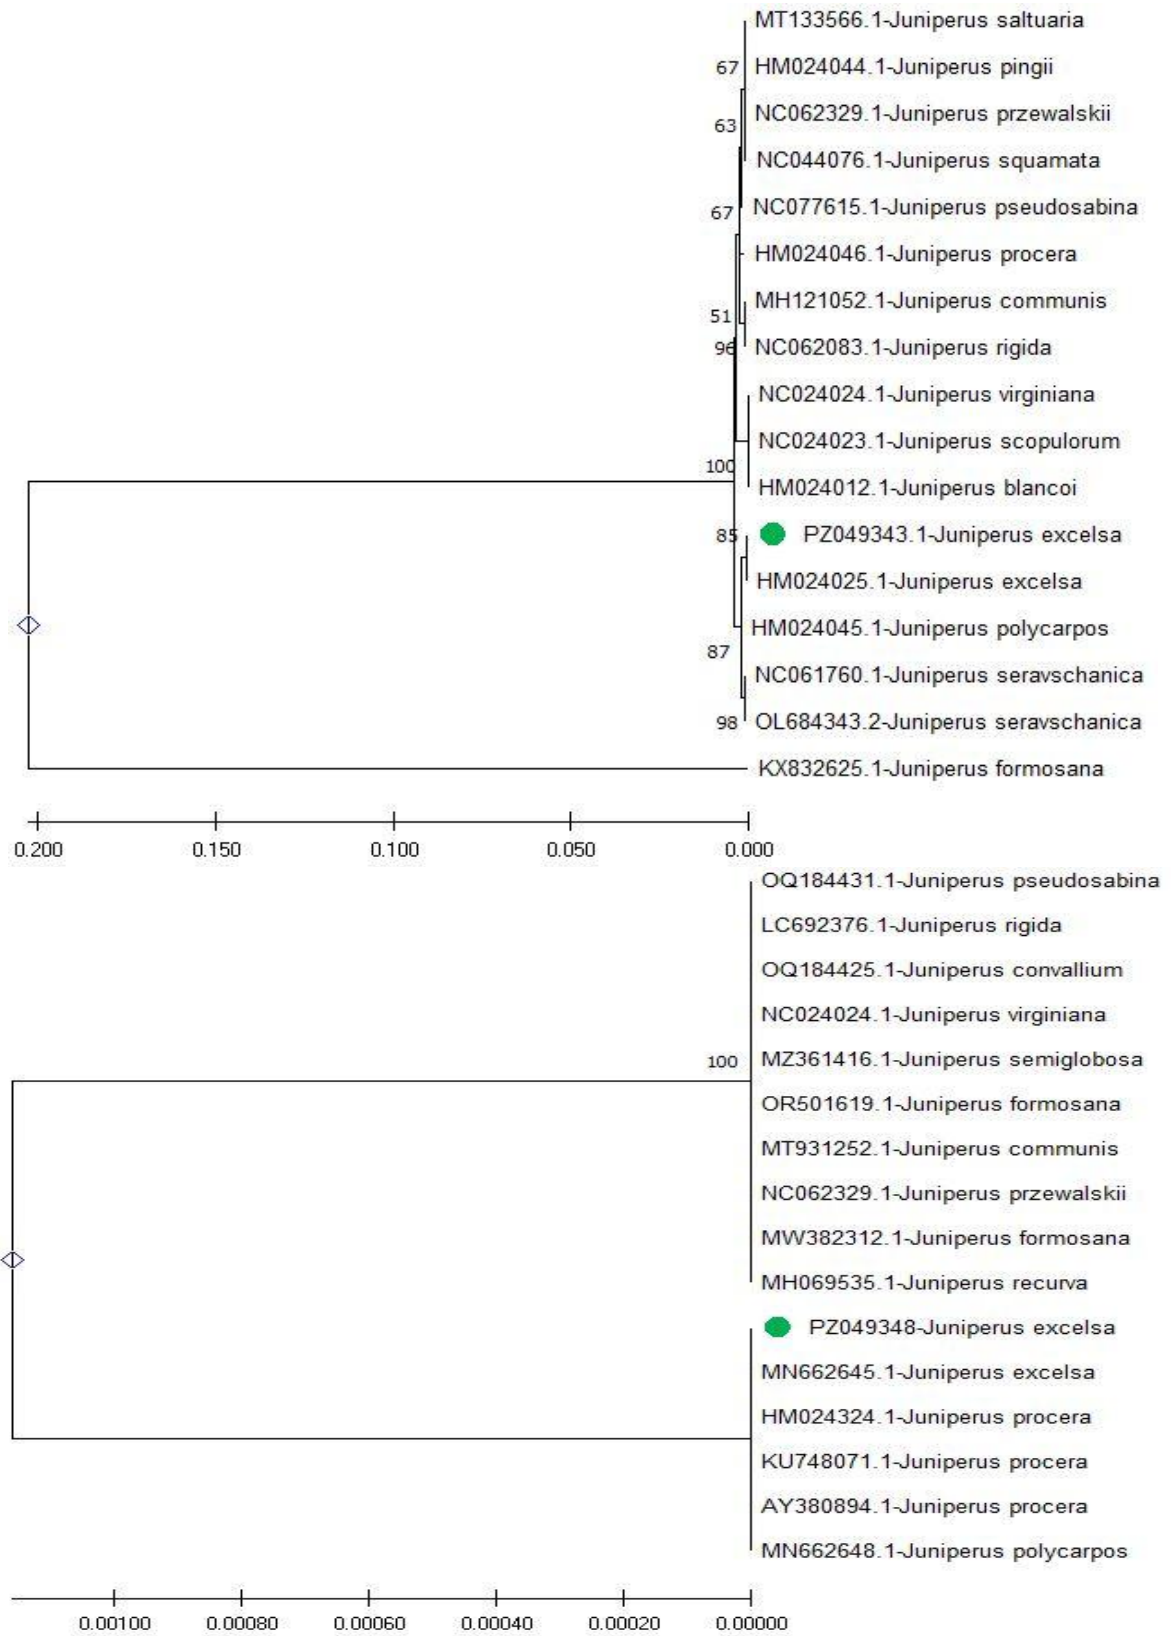 MT133566.1-Juniperus saltuaria
67
HM024044.1-Juniperus pingii
NC062329.1-Juniperus przewalskii
63
NC044076.1-Juniperus squamata
67
NC077615.1-Juniperus pseudosabina
HM024046.1-Juniperus procera
MH121052.1-Juniperus communis
51
96
NC062083.1-Juniperus rigida
NC024024.1-Juniperus virginiana
NC024023.1-Juniperus scopulorum
100
HM024012.1-Juniperus blancoi
85
PZ049343.1-Juniperus excelsa
HM024025.1-Juniperus excelsa
HM024045.1-Juniperus polycarpos
87
NC061760.1-Juniperus seravschanica
98
OL684343.2-Juniperus seravschanica
KX832625.1-Juniperus formosana
0.200 0.150 0.100 0.050 0.000
OQ184431.1-Juniperus pseudosabina
LC692376.1-Juniperus rigida
OQ184425.1-Juniperus convallium
NC024024.1-Juniperus virginiana
100
MZ361416.1-Juniperus semiglobosa
OR501619.1-Juniperus formosana
MT931252.1-Juniperus communis
NC062329.1-Juniperus przewalskii
MW382312.1-Juniperus formosana
MH069535.1-Juniperus recurva
PZ049348-Juniperus excelsa
MN662645.1-Juniperus excelsa
HM024324.1-Juniperus procera
KU748071.1-Juniperus procera
AY380894.1-Juniperus procera
MN662648.1-Juniperus polycarpos
0.00100 0.00080 0.00060 0.00040 0.00020 0.00000